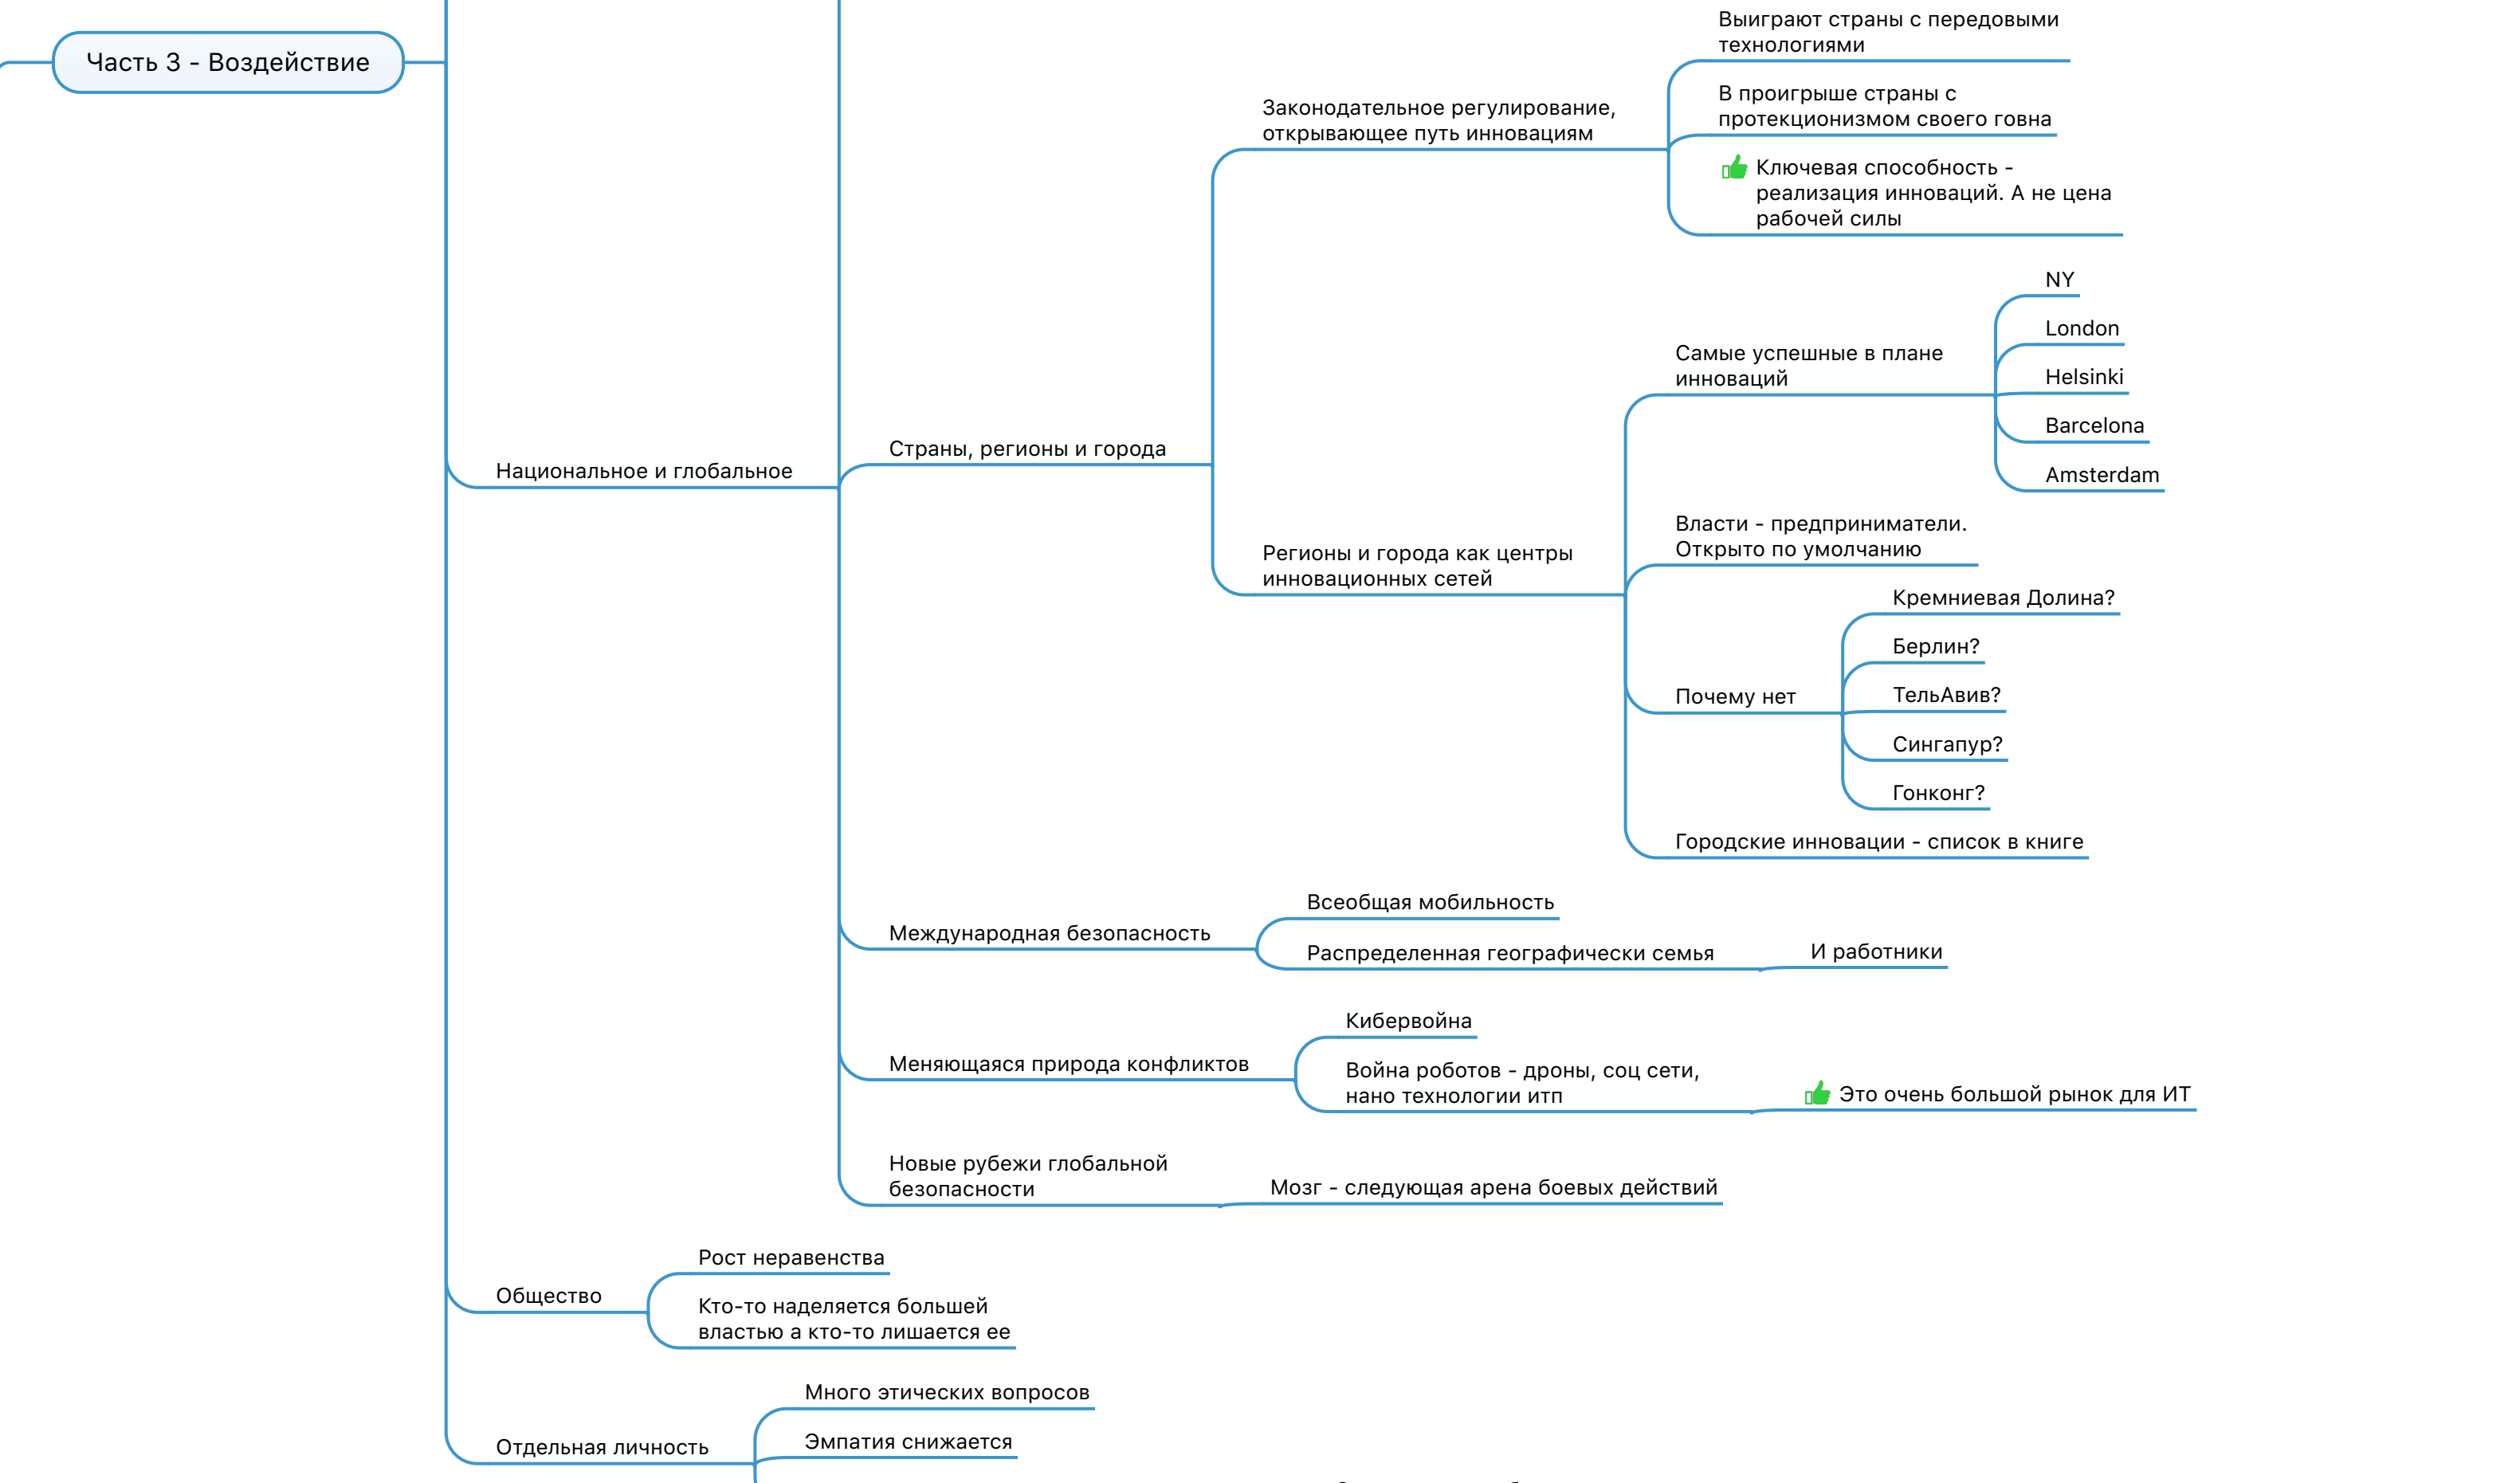 Часть 3 - Воздействие
Национальное и глобальное
Страны, регионы и города
Законодательное регулирование,
открывающее путь инновациям
Выиграют страны с передовыми
технологиями
В проигрыше страны с
протекционизмом своего говна
Ключевая способность -
реализация инноваций. А не цена
рабочей силы
Регионы и города как центры
инновационных сетей
Самые успешные в плане
инноваций
NY
London
Helsinki
Barcelona
Amsterdam
Власти - предприниматели.
Открыто по умолчанию
Почему нет
Кремниевая Долина?
Берлин?
ТельАвив?
Сингапур?
Гонконг?
Городские инновации - список в книге
Международная безопасность
Всеобщая мобильность
Распределенная географически семья
И работники
Меняющаяся природа конфликтов
Кибервойна
Война роботов - дроны, соц сети,
нано технологии итп
Это очень большой рынок для ИТ
Новые рубежи глобальной
безопасности
Мозг - следующая арена боевых действий
Общество
Рост неравенства
Кто-то наделяется большей
властью а кто-то лишается ее
Отдельная личность
Много этических вопросов
Эмпатия снижается